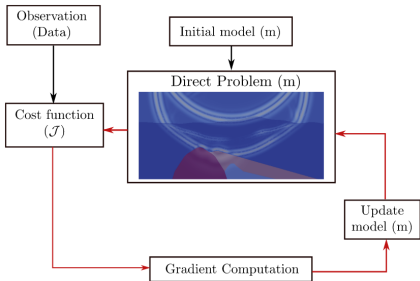 Observation
(Data)
Initial model (m)
Direct Problem (m)
Cost function
(𝒥)
Update
model (m)
Gradient Computation